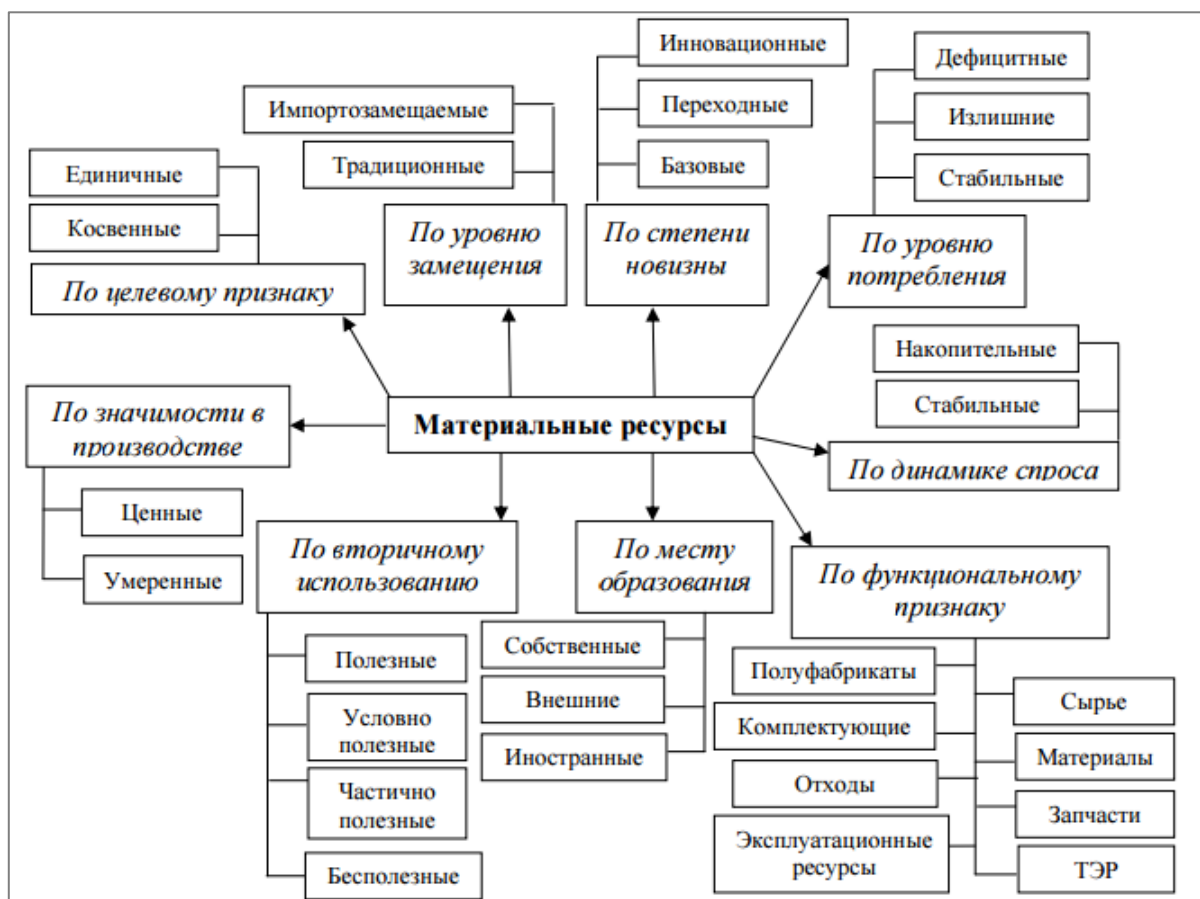 Инновационные
Переходные
Базовые
Дефицитные
Излишние
Стабильные
Импортозамещаемые
Традиционные
Единичные
Косвенные
По целевому признаку
По уровню
замещения
По степени
новизны
По уровню
потребления
Накопительные
Стабильные
По динамике спроса
По значимости в
производстве
Материальные ресурсы
Ценные
Умеренные
По вторичному
использованию
По месту
образования
По функциональному
признаку
Полезные
Условно
полезные
Частично
полезные
Бесполезные
Собственные
Внешние
Иностранные
Полуфабрикаты
Комплектующие
Отходы
Эксплуатационные
ресурсы
Сырье
Материалы
Запчасти
ТЭР